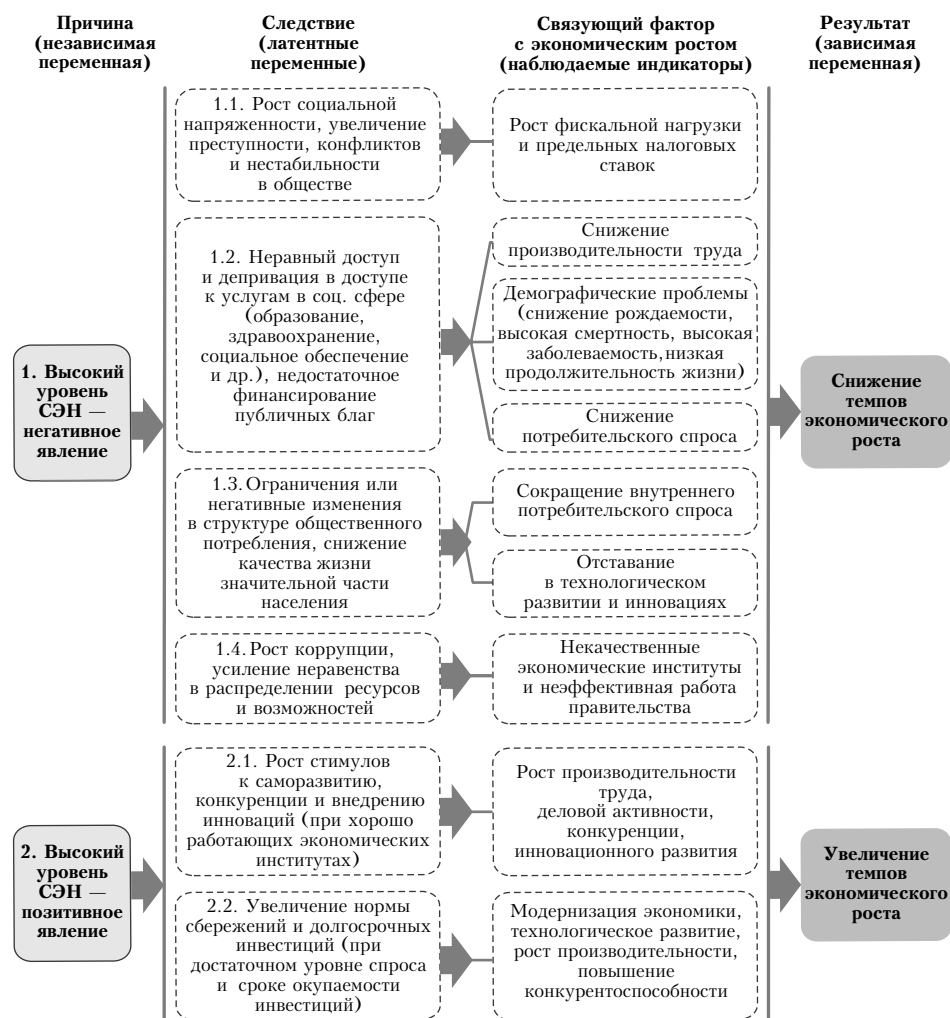 Причина
(независимая
переменная)
Следствие
(латентные
переменные)
Связующий фактор
с экономическим ростом
(наблюдаемые индикаторы)
Результат
(зависимая
переменная)
1. Высокий
уровень
СЭН —
негативное
явление
1.1. Рост социальной
напряженности, увеличение
преступности, конфликтов
и нестабильности
в обществе
Рост фискальной нагрузки
и предельных налоговых
ставок
1.2. Неравный доступ
и депривация в доступе
к услугам в соц. сфере
(образование,
здравоохранение,
социальное обеспечение
и др.), недостаточное
финансирование
публичных благ
Снижение
производительности труда
Демографические проблемы
(снижение рождаемости,
высокая смертность, высокая
заболеваемость,низкая
продолжительность жизни)
Снижение
потребительского спроса
1.3. Ограничения или
негативные изменения
в структуре общественного
потребления, снижение
качества жизни
значительной части
населения
Сокращение внутреннего
потребительского спроса
Отставание
в технологическом
развитии и инновациях
1.4. Рост коррупции,
усиление неравенства
в распределении ресурсов
и возможностей
Некачественные
экономические институты
и неэффективная работа
правительства
Снижение
темпов
экономического
роста
2. Высокий
уровень
СЭН —
позитивное
явление
2.1. Рост стимулов
к саморазвитию,
конкуренции и внедрению
инноваций (при хорошо
работающих экономических
институтах)
Рост производительности
труда,
деловой активности,
конкуренции,
инновационного развития
2.2. Увеличение нормы
сбережений и долгосрочных
инвестиций (при
достаточном уровне спроса
и сроке окупаемости
инвестиций)
Модернизация экономики,
технологическое развитие,
рост производительности,
повышение
конкурентоспособности
Увеличение
темпов
экономического
роста